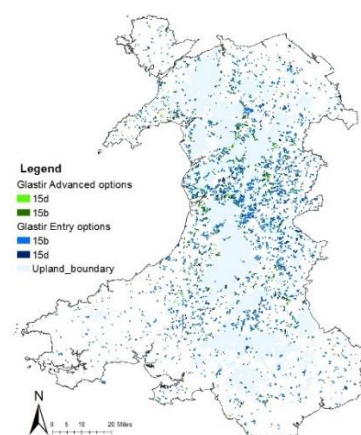 Legend
Glastir Advanced options
15d
15b
Glastir Entry options
15b
15d
Upland_boundary
N
0 5 10 20 Miles